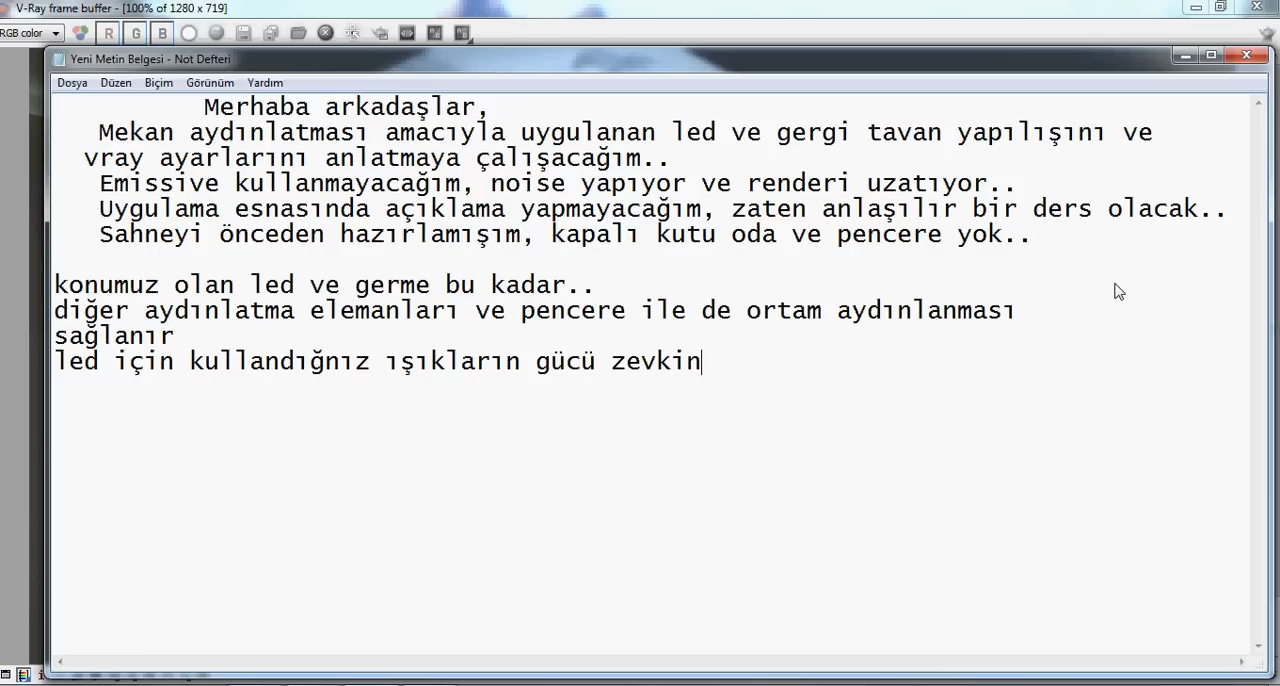 V-Ray frame buffer - [100% of 1280 x 719]
RGB color
R G B
Yeni Metin Belgesi - Not Defteri
Dosya Düzen Biçim Görünüm Yardım
Merhaba arkadaşlar,
Mekan aydınlatması amacıyla uygulanan led ve gergi tavan yapılışını ve
vray ayarlarını anlatmaya çalışacağım..
Emissive kullanmayacağım, noise yapıyor ve renderi uzatıyor..
Uygulama esnasında açıklama yapmayacağım, zaten anlaşılır bir ders olacak..
Sahneyi önceden hazırlamışım, kapalı kutu oda ve pencere yok..
konumuz olan led ve germe bu kadar..
diğer aydınlatma elemanları ve pencere ile de ortam aydınlanması
sağlanır
led için kullandığnız ışıkların gücü zevkin